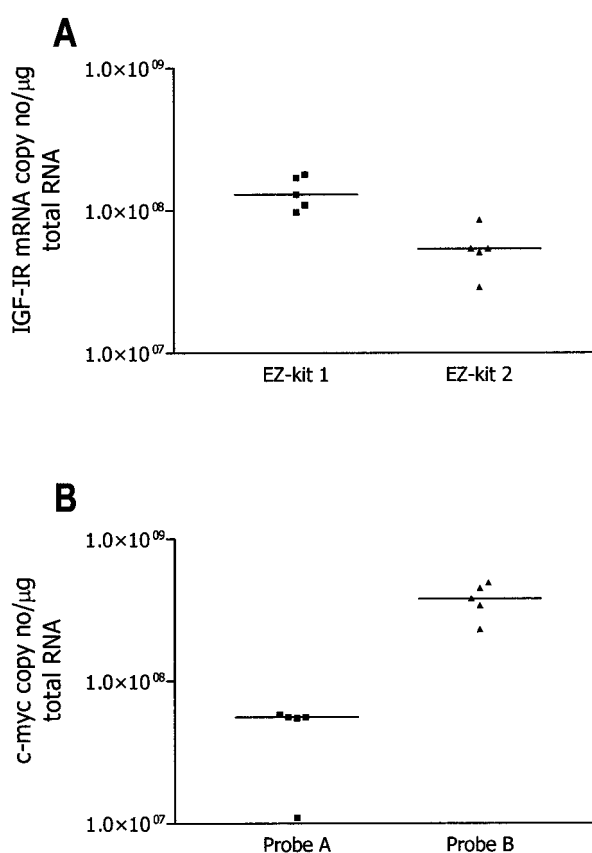 A
IGF-IR mRNA copy no/µg
total RNA
1.0×10⁰⁹
1.0×10⁰⁸
1.0×10⁰⁷
EZ-kit 1
EZ-kit 2
B
c-myc copy no/µg
total RNA
1.0×10⁰⁹
1.0×10⁰⁸
1.0×10⁰⁷
Probe A
Probe B